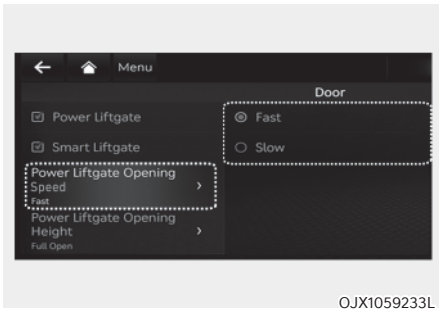 Menu
Door
Power Liftgate
Fast
Smart Liftgate
Slow
Power Liftgate Opening
Speed
Fast
Power Liftgate Opening
Height
Full Open
OJX1059233L